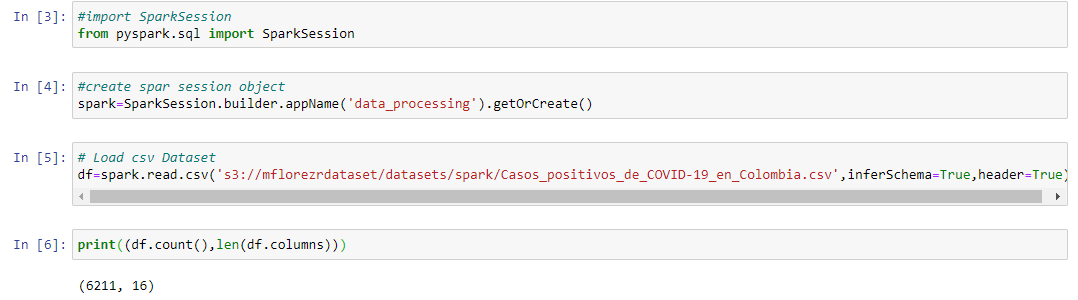 In [3]: #import SparkSession
from pyspark.sql import SparkSession
In [4]: #create spar session object
spark=SparkSession.builder.appName('data_processing').getOrCreate()
In [5]: # Load csv Dataset
df=spark.read.csv('s3://mflorezrdataset/datasets/spark/Casos_positivos_de_COVID-19_en_Colombia.csv',inferSchema=True,header=True)
In [6]: print((df.count(),len(df.columns)))
(6211, 16)